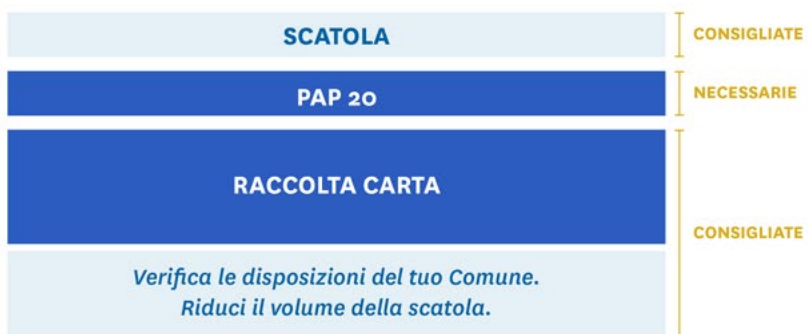 SCATOLA
CONSIGLIATE
PAP 20
NECESSARIE
RACCOLTA CARTA
CONSIGLIATE
Verifica le disposizioni del tuo Comune.
Riduci il volume della scatola.